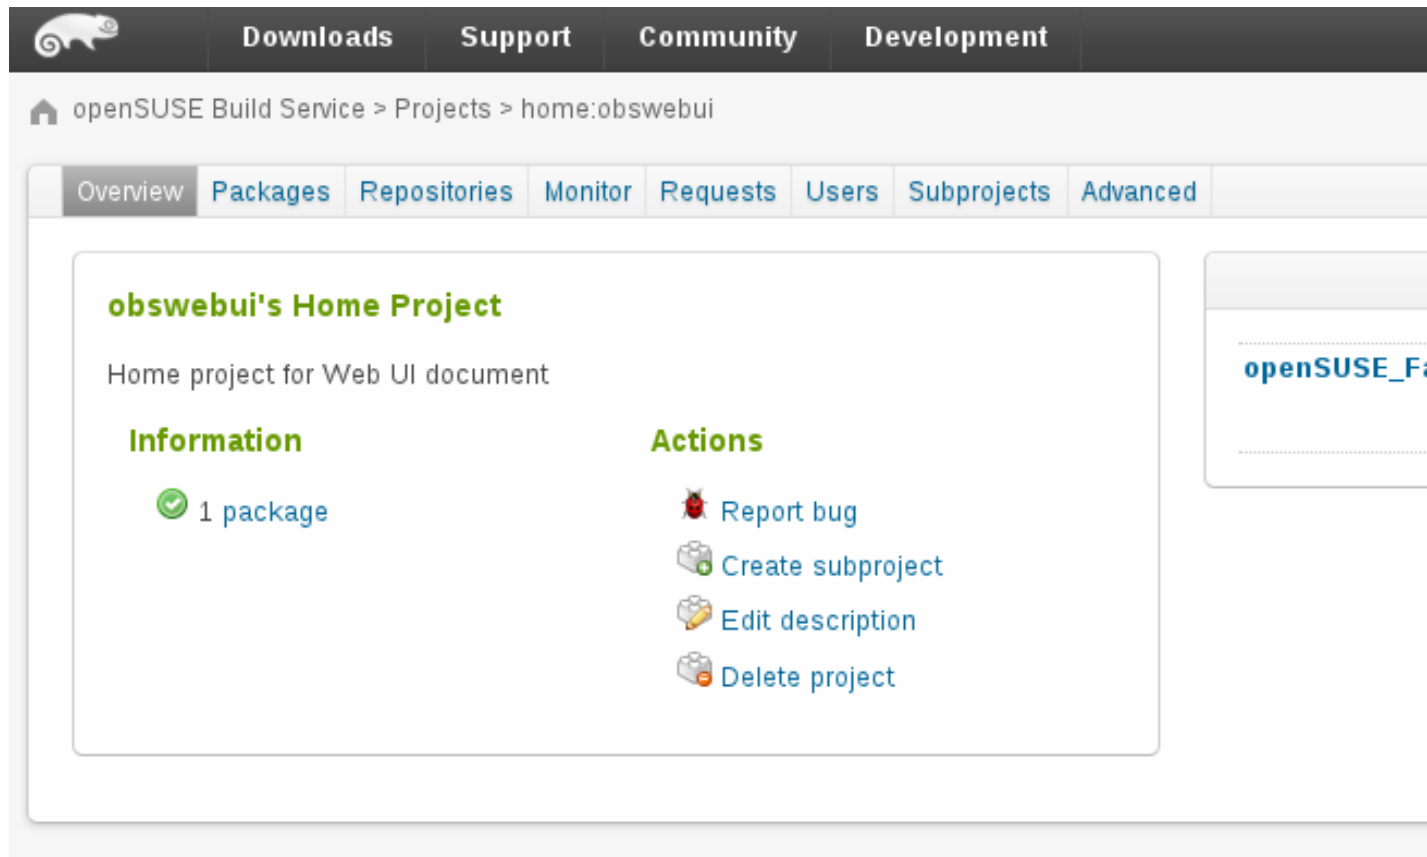 Downloads Support Community Development
openSUSE Build Service > Projects > home:obswebui
Overview Packages Repositories Monitor Requests Users Subprojects Advanced
obswebui's Home Project
Home project for Web UI document
Information
1 package
Actions
Report bug
Create subproject
Edit description
Delete project